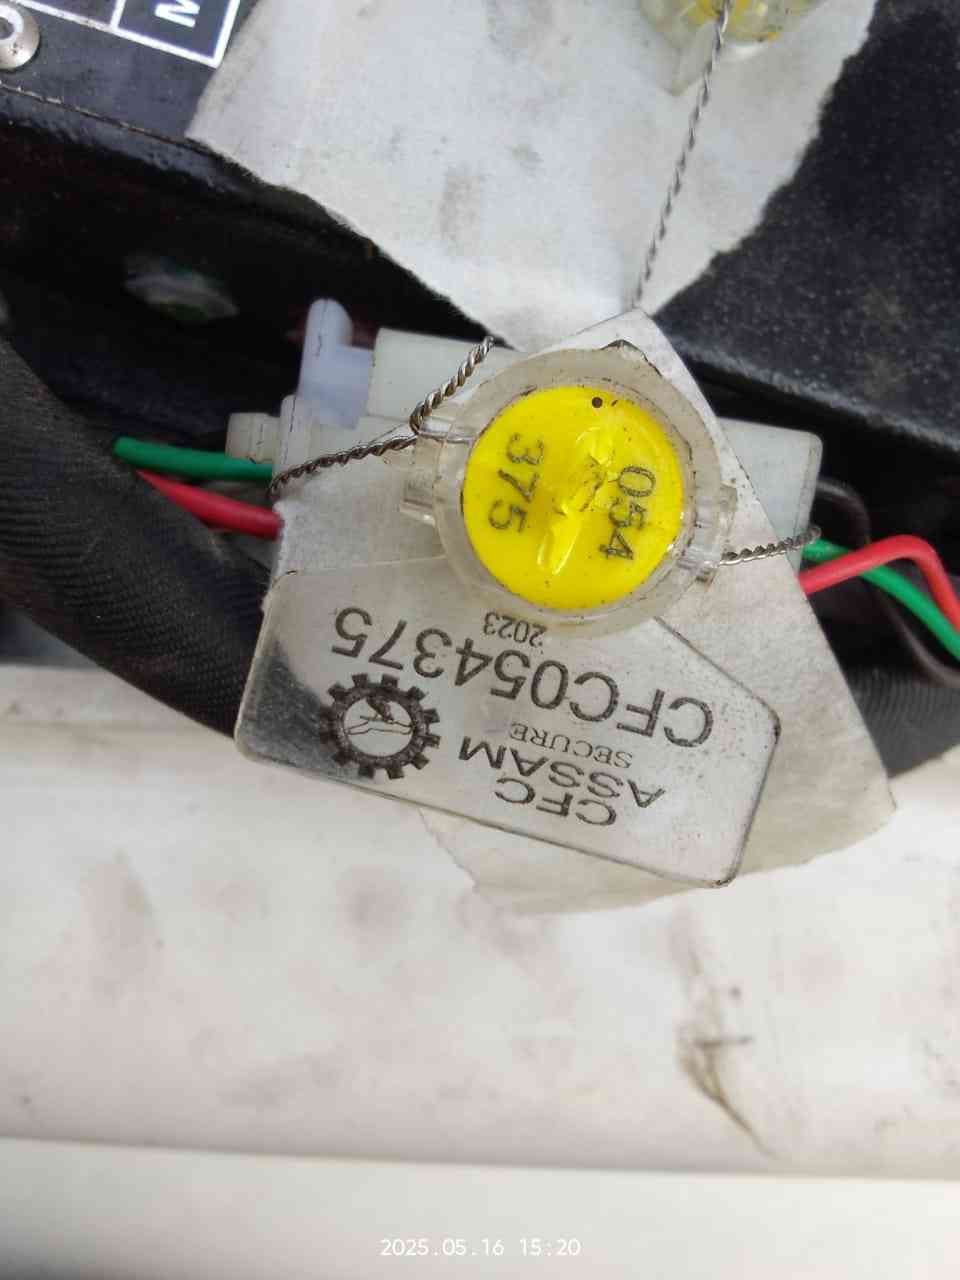 054
375
CFC
ASSAM
SECURE
CFC054375
2023
2025.05.16 15:20